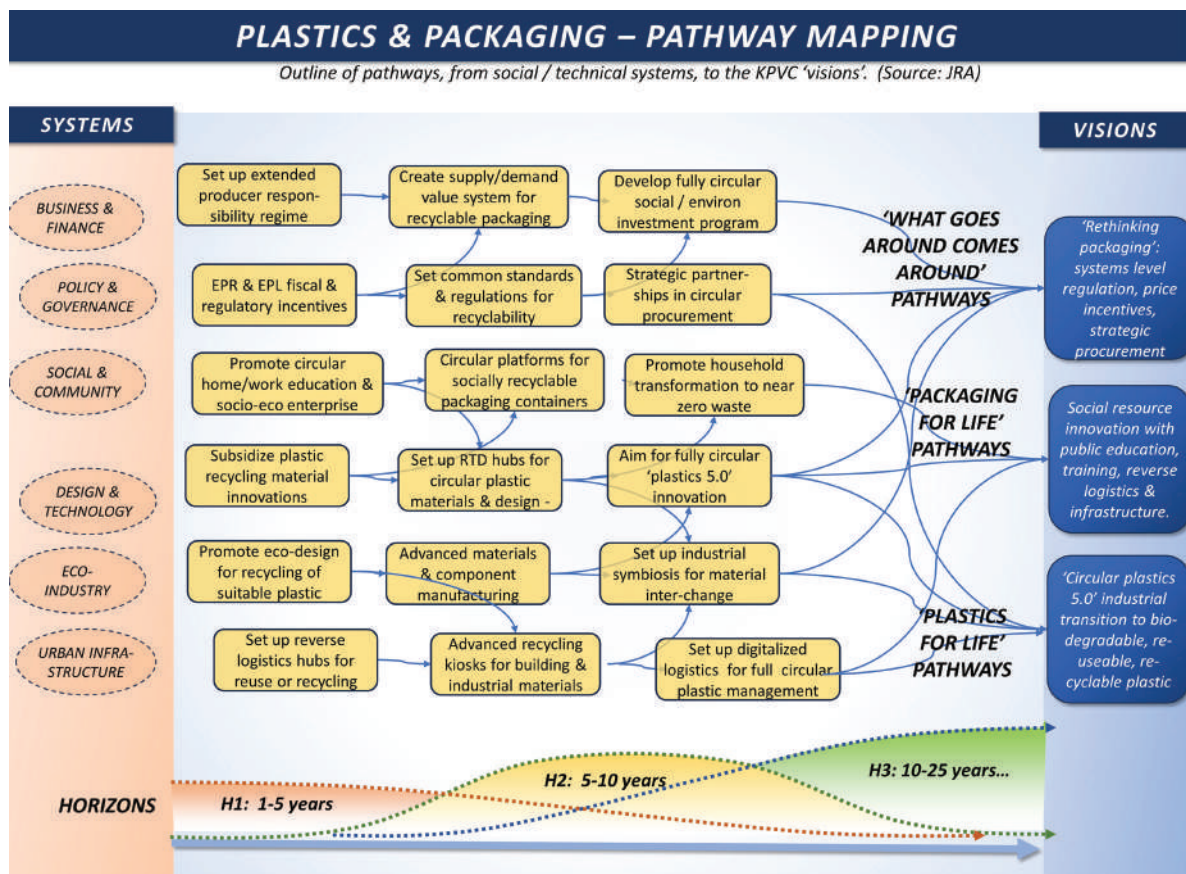 PLASTICS & PACKAGING – PATHWAY MAPPING
Outline of pathways, from social / technical systems, to the KPVC ‘visions’. (Source: JRA)
SYSTEMS
VISIONS
BUSINESS &
FINANCE
Set up extended
producer respon-
sibility regime
Create supply/demand
value system for
recyclable packaging
Develop fully circular
social / environ
investment program
‘WHAT GOES
AROUND COMES
AROUND’
PATHWAYS
‘Rethinking
packaging’:
systems level
regulation, price
incentives,
strategic
procurement
POLICY &
GOVERNANCE
EPR & EPL fiscal &
regulatory incentives
Set common standards
& regulations for
recyclability
Strategic partner-
ships in circular
procurement
SOCIAL &
COMMUNITY
Promote circular
home/work education &
socio-eco enterprise
Circular platforms for
socially recyclable
packaging containers
Promote household
transformation to near
zero waste
‘PACKAGING
FOR LIFE’
PATHWAYS
Social resource
innovation with
public education,
training, reverse
logistics &
infrastructure.
DESIGN &
TECHNOLOGY
Subsidize plastic
recycling material
innovations
Set up RTD hubs for
circular plastic
materials & design -
Aim for fully circular
‘plastics 5.0’
innovation
ECO-
INDUSTRY
Promote eco-design
for recycling of
suitable plastic
Advanced materials
& component
manufacturing
Set up industrial
symbiosis for material
inter-change
‘PLASTICS
FOR LIFE’
PATHWAYS
‘Circular plastics
5.0’ industrial
transition to bio-
degradable, re-
useable, re-
cyclable plastic
URBAN INFRA-
STRUCTURE
Set up reverse
logistics hubs for
reuse or recycling
Advanced recycling
kiosks for building &
industrial materials
Set up digitalized
logistics for full circular
plastic management
HORIZONS
H1: 1-5 years
H2: 5-10 years
H3: 10-25 years...